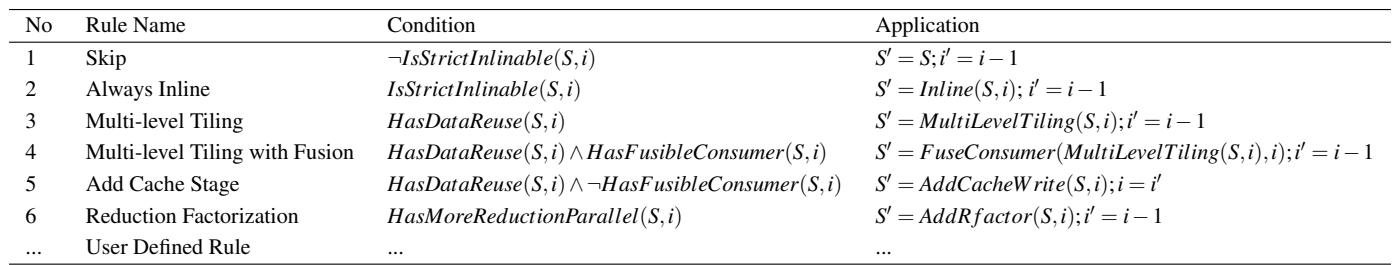 No Rule Name Condition Application
1 Skip ¬IsStrictInlinable(S,i) S′ = S; i′ = i − 1
2 Always Inline IsStrictInlinable(S,i) S′ = Inline(S,i); i′ = i − 1
3 Multi-level Tiling HasDataReuse(S,i) S′ = MultiLevelTiling(S,i); i′ = i − 1
4 Multi-level Tiling with Fusion HasDataReuse(S,i) ∧ HasFusibleConsumer(S,i) S′ = FuseConsumer(MultiLevelTiling(S,i),i); i′ = i − 1
5 Add Cache Stage HasDataReuse(S,i) ∧ ¬HasFusibleConsumer(S,i) S′ = AddCacheWrite(S,i); i = i′
6 Reduction Factorization HasMoreReductionParallel(S,i) S′ = AddRfactor(S,i); i′ = i − 1
... User Defined Rule ... ...